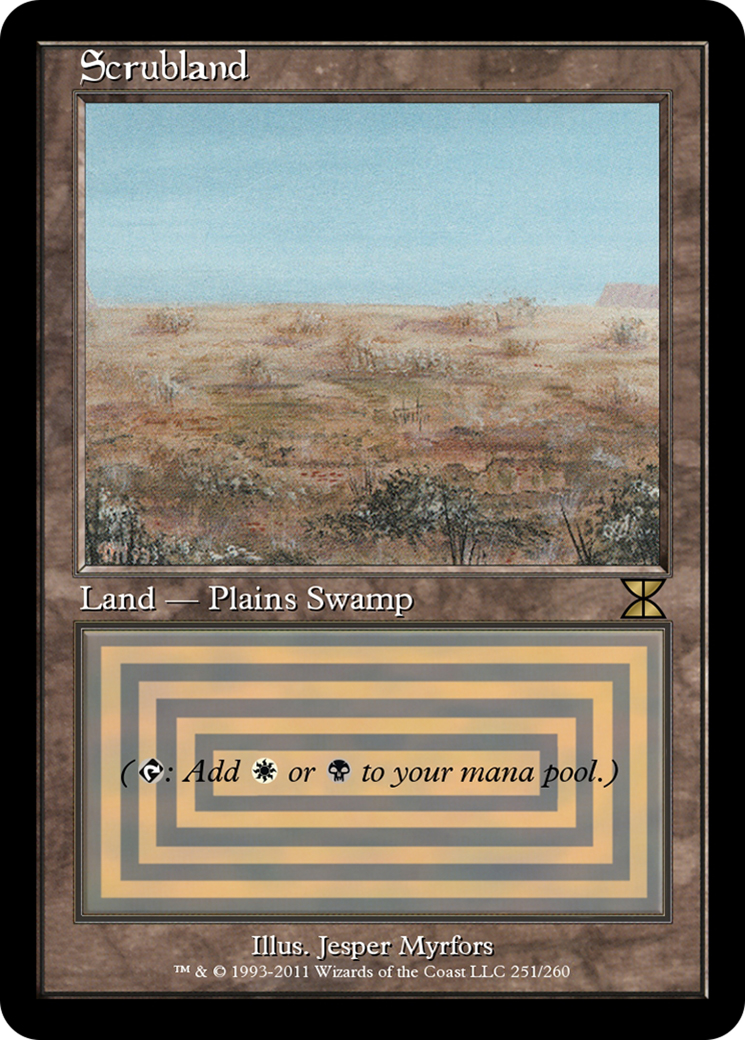 Scrubland
Land — Plains Swamp
( : Add or to your mana pool.)
Illus. Jesper Myrfors
™ & © 1993-2011 Wizards of the Coast LLC 251/260